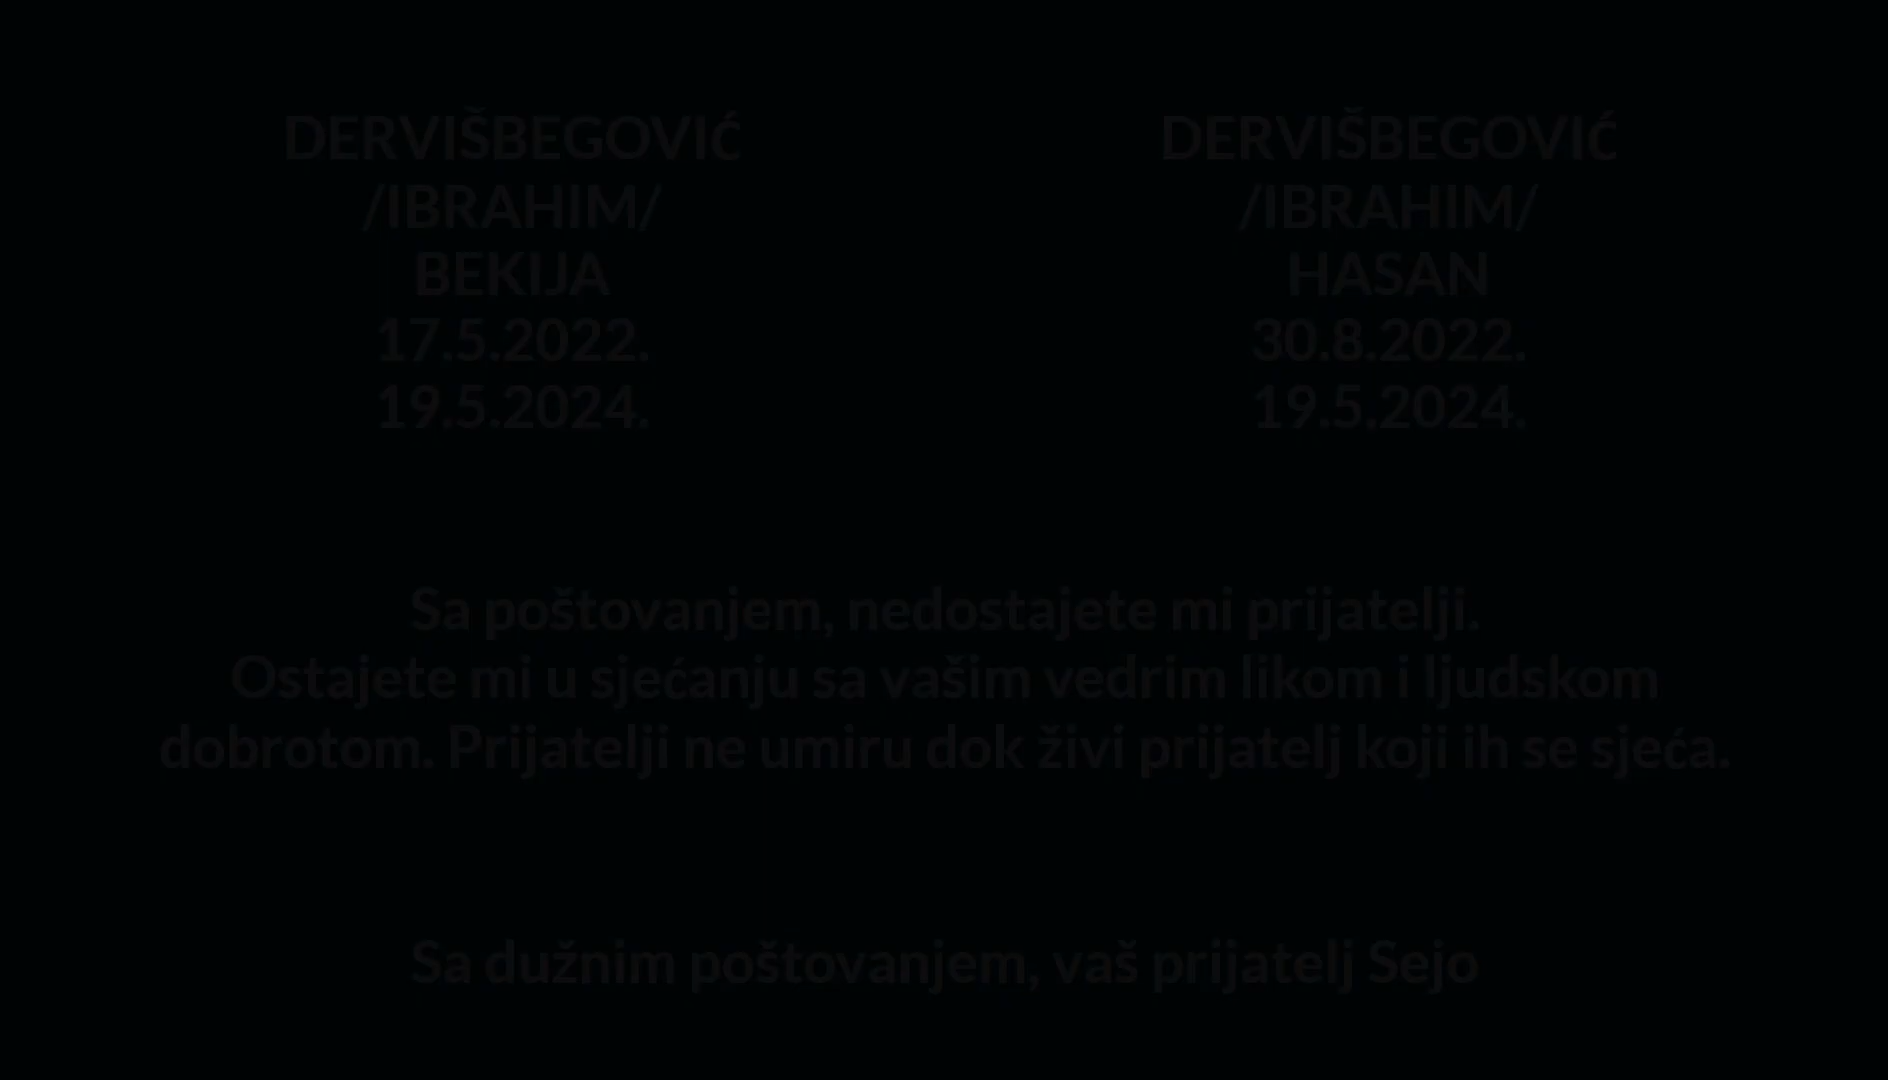 DERVIŠBEGOVIĆ
/IBRAHIM/
BEKIJA
17.5.2022.
19.5.2024.
DERVIŠBEGOVIĆ
/IBRAHIM/
HASAN
30.8.2022.
19.5.2024.
Sa poštovanjem, nedostajete mi prijatelji.
Ostajete mi u sjećanju sa vašim vedrim likom i ljudskom
dobrotom. Prijatelji ne umiru dok živi prijatelj koji ih se sjeća.
Sa dužnim poštovanjem, vaš prijatelj Sejo